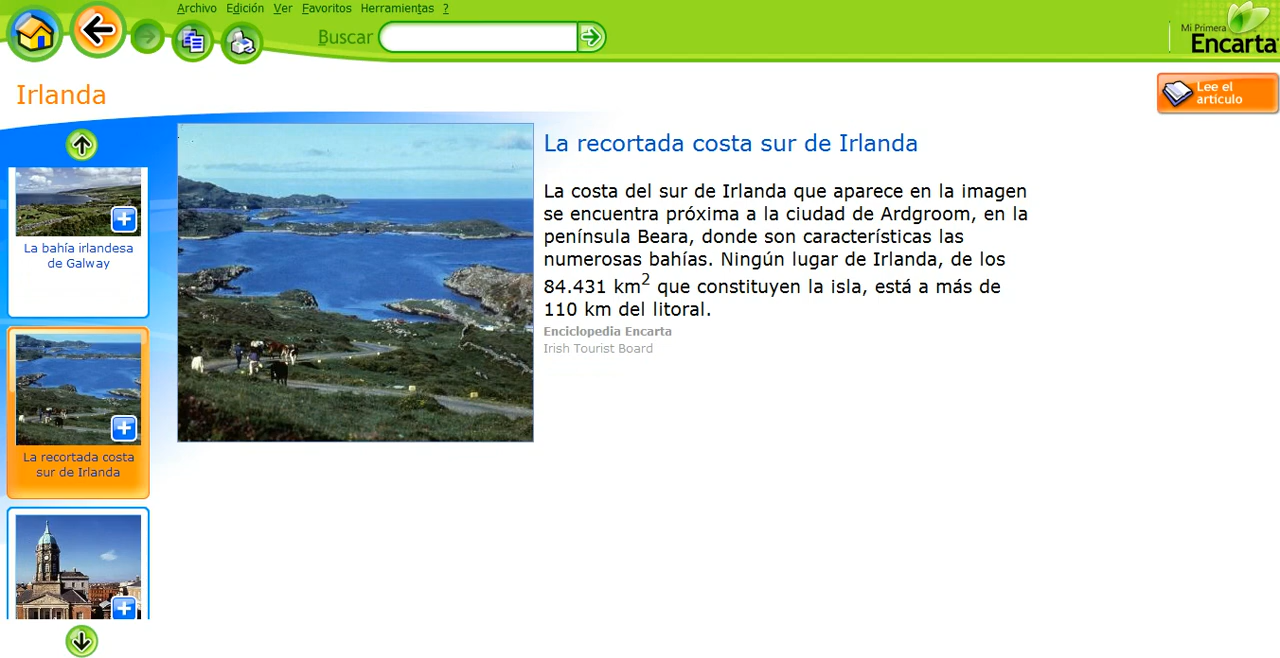 Archivo Edición Ver Favoritos Herramientas ?
Buscar
Mi Primera
Encarta
Irlanda
Lee el
artículo
La bahía irlandesa
de Galway
La recortada costa
sur de Irlanda
La recortada costa sur de Irlanda
La costa del sur de Irlanda que aparece en la imagen
se encuentra próxima a la ciudad de Ardgroom, en la
península Beara, donde son características las
numerosas bahías. Ningún lugar de Irlanda, de los
84.431 km² que constituyen la isla, está a más de
110 km del litoral.
Enciclopedia Encarta
Irish Tourist Board